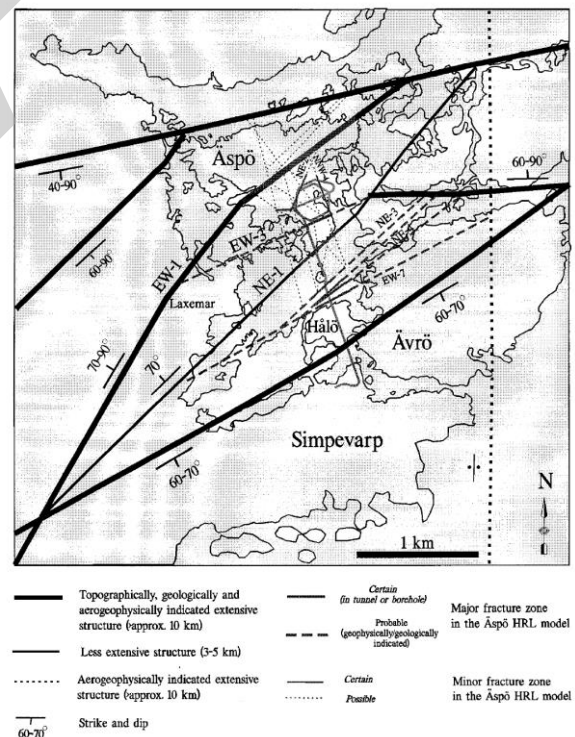 Äspö
40-90°
60-90°
60-90°
EW-1
EW-3
NE-1
NE-2
NE-3
NE-4
EW-7
Laxemar
Hålö
Ävrö
60-70°
70-90°
70°
60-70°
Simpevarp
N
1 km
Topographically, geologically and
aerogeophysically indicated extensive
structure (>approx. 10 km)
Less extensive structure (3-5 km)
Aerogeophysically indicated extensive
structure (>approx. 10 km)
60-70°
Strike and dip
Certain
(in tunnel or borehole)
Probable
(geophysically/geologically
indicated)
Major fracture zone
in the Äspö HRL model
Certain
Possible
Minor fracture zone
in the Äspö HRL model